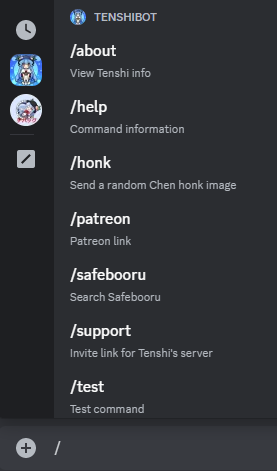 TENSHIBOT
/about
View Tenshi info
/help
Command information
/honk
Send a random Chen honk image
/patreon
Patreon link
/safebooru
Search Safebooru
/support
Invite link for Tenshi's server
/test
Test command
/